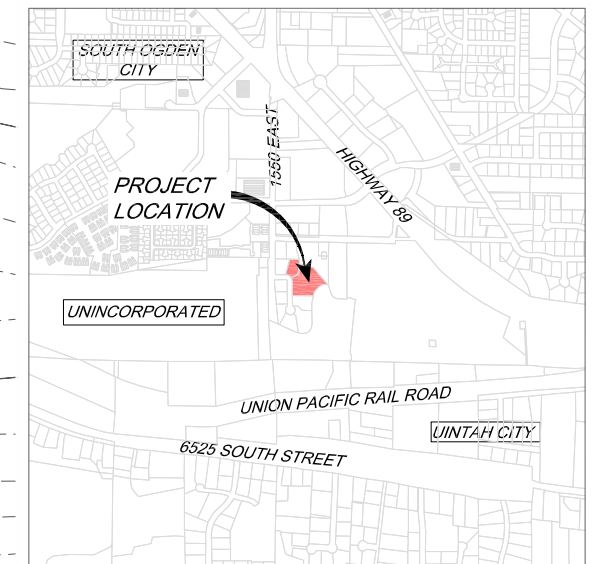 SOUTH OGDEN
CITY
1550 EAST
HIGHWAY 89
PROJECT
LOCATION
UNINCORPORATED
UNION PACIFIC RAIL ROAD
UINTAH CITY
6525 SOUTH STREET